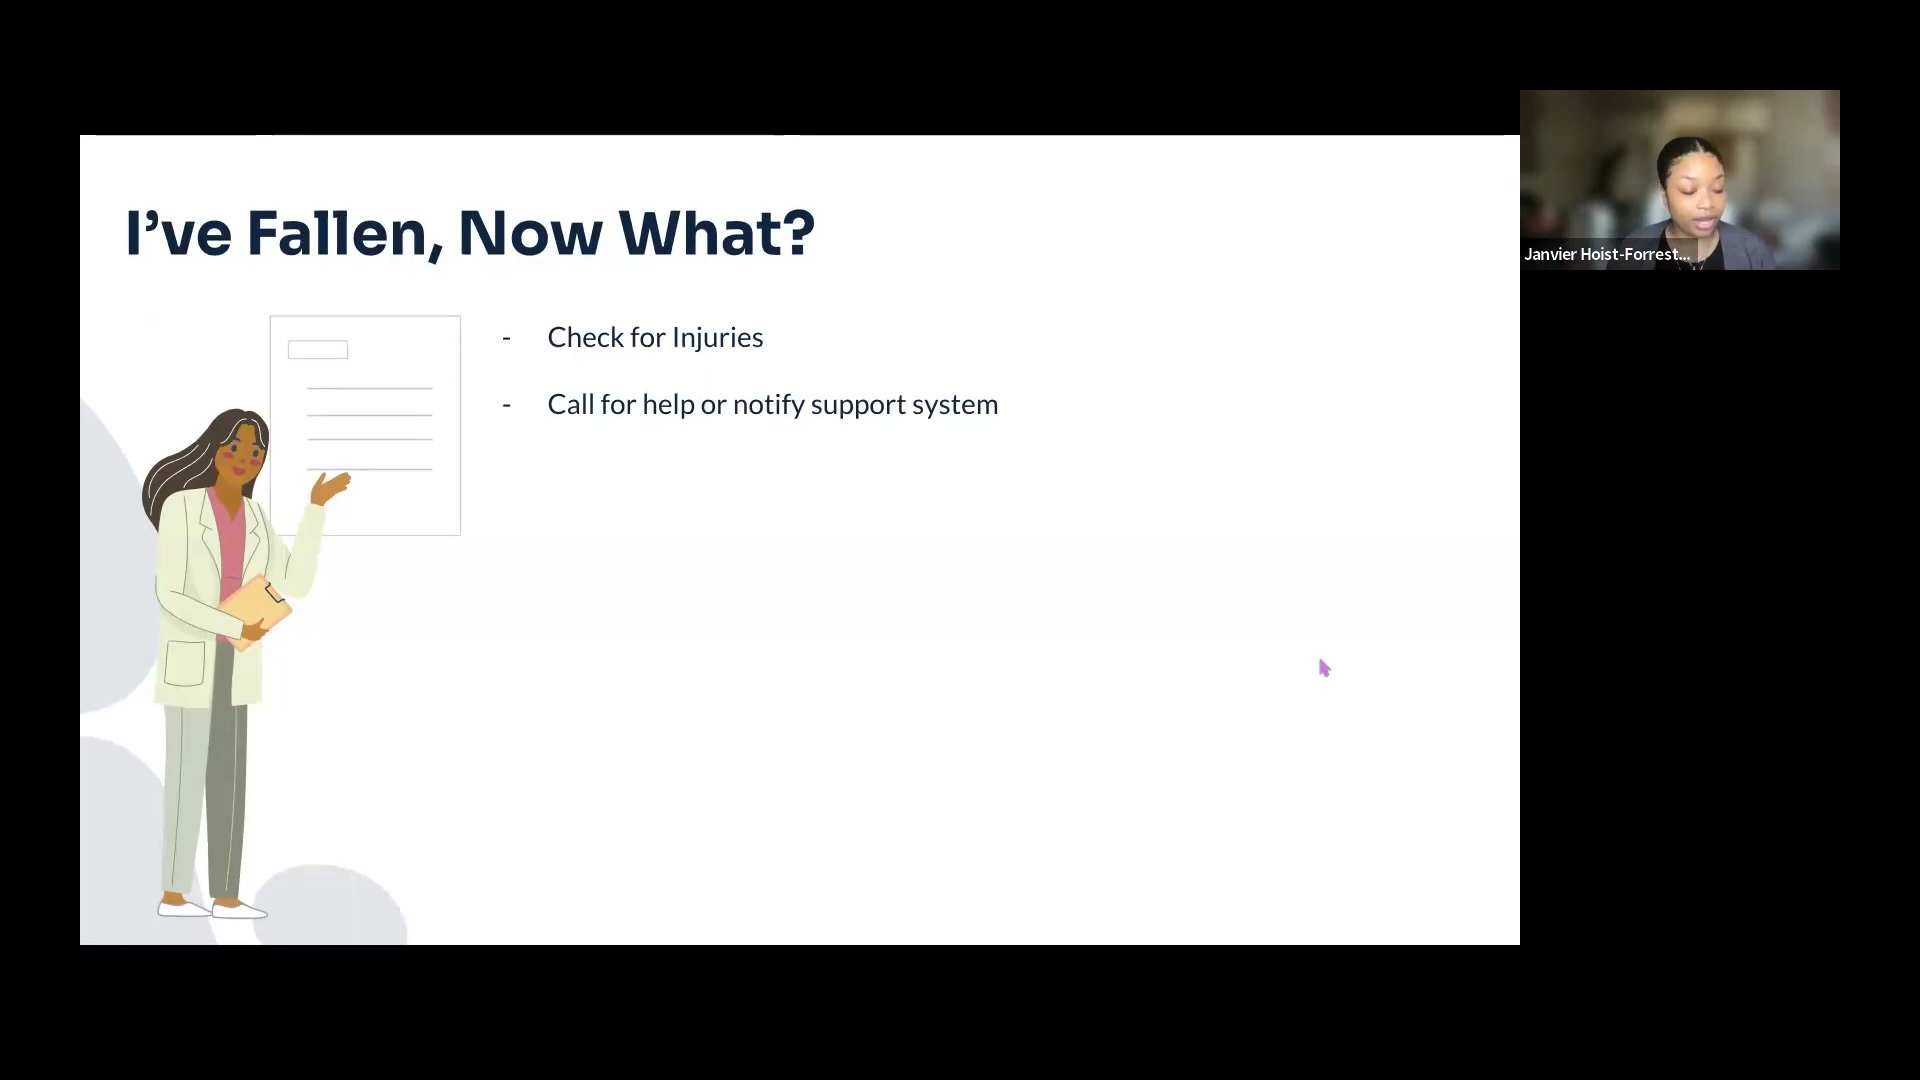 I’ve Fallen, Now What?
- Check for Injuries
- Call for help or notify support system
Janvier Hoist-Forrest...